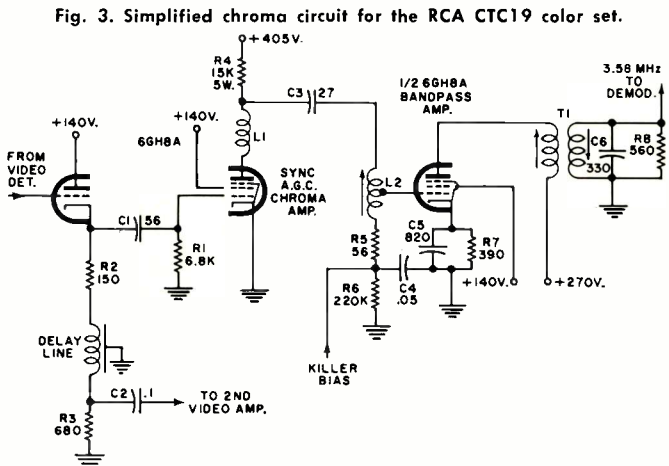 Fig. 3. Simplified chroma circuit for the RCA CTC19 color set.
+405V.
R4
15K
5W.
C3
27
1/2 6GH8A
BANDPASS
AMP.
3.58 MHz
TO
DEMOD.
+140V.
+140V.
6GH8A
L1
T1
C6
330
R8
560
FROM
VIDEO
DET.
SYNC
A.G.C.
CHROMA
AMP.
L2
C1
56
R1
6.8K
R5
56
C5
820
R7
390
R2
150
R6
220K
C4
.05
+140V.
+270V.
DELAY
LINE
KILLER
BIAS
C2
.1
TO 2ND
VIDEO AMP.
R3
680